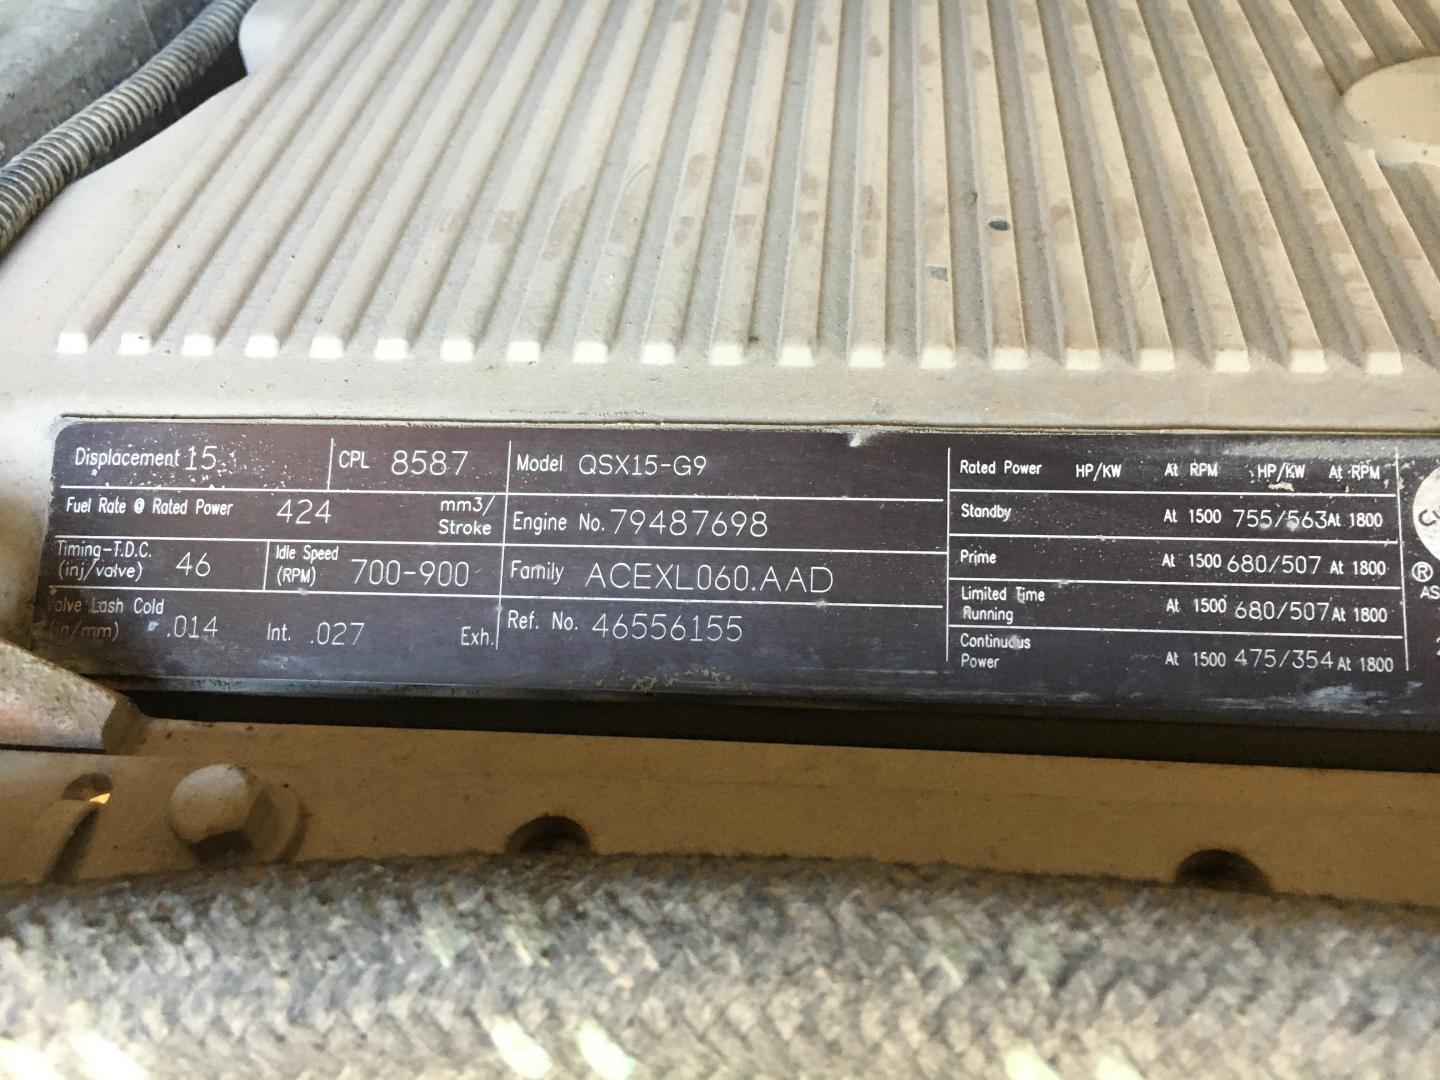 Displacement 15 CPL 8587 Model QSX15-G9
Fuel Rate @ Rated Power 424 mm3/ Stroke Engine No. 79487698
Timing-T.D.C. (inj/valve) 46 Idle Speed (RPM) 700-900 Family ACEXL060.AAD
Valve Lash Cold (in/mm) .014 Int. .027 Exh. Ref. No. 46556155
Rated Power HP/KW At RPM HP/KW At RPM
Standby At 1500 755/563 At 1800
Prime At 1500 680/507 At 1800
Limited Time Running At 1500 680/507 At 1800
Continuous Power At 1500 475/354 At 1800
®